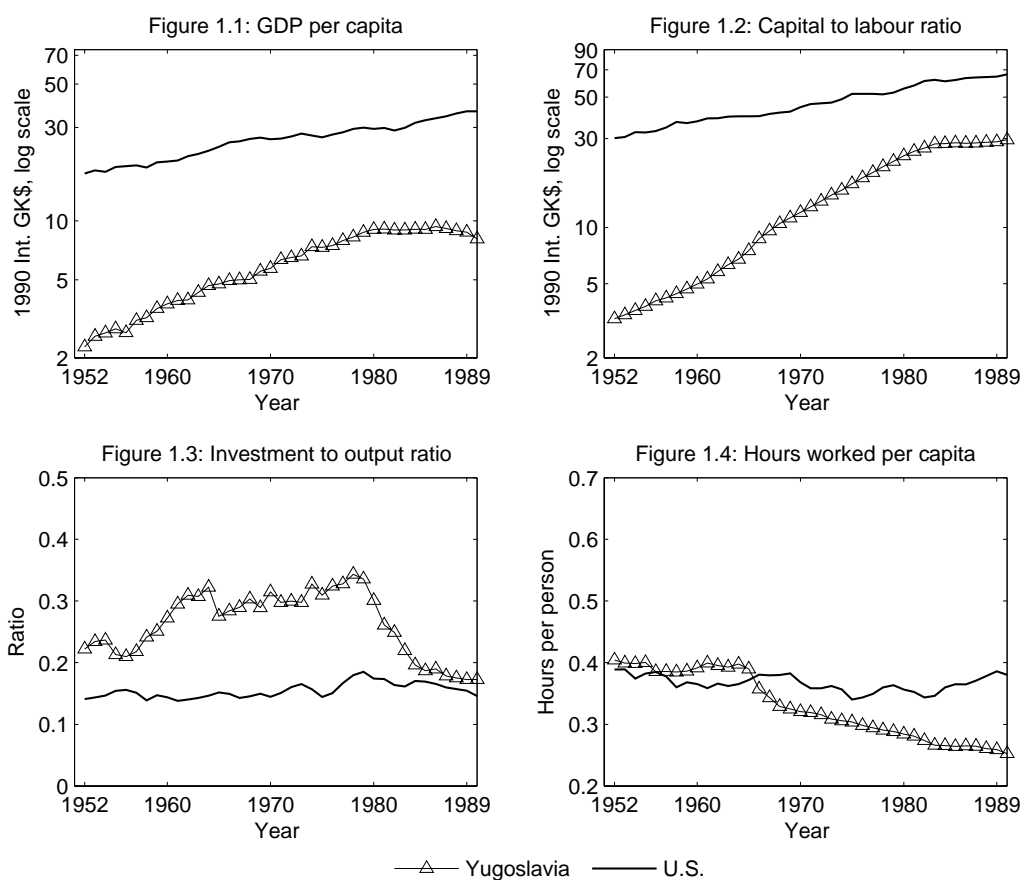 Figure 1.1: GDP per capita
1990 Int. GK$, log scale
70
50
30
10
5
2
1952 1960 1970 1980 1989
Year
Figure 1.2: Capital to labour ratio
1990 Int. GK$, log scale
90
70
50
30
10
5
2
1952 1960 1970 1980 1989
Year
Figure 1.3: Investment to output ratio
Ratio
0.5
0.4
0.3
0.2
0.1
0
1952 1960 1970 1980 1989
Year
Figure 1.4: Hours worked per capita
Hours per person
0.7
0.6
0.5
0.4
0.3
0.2
1952 1960 1970 1980 1989
Year
Yugoslavia U.S.